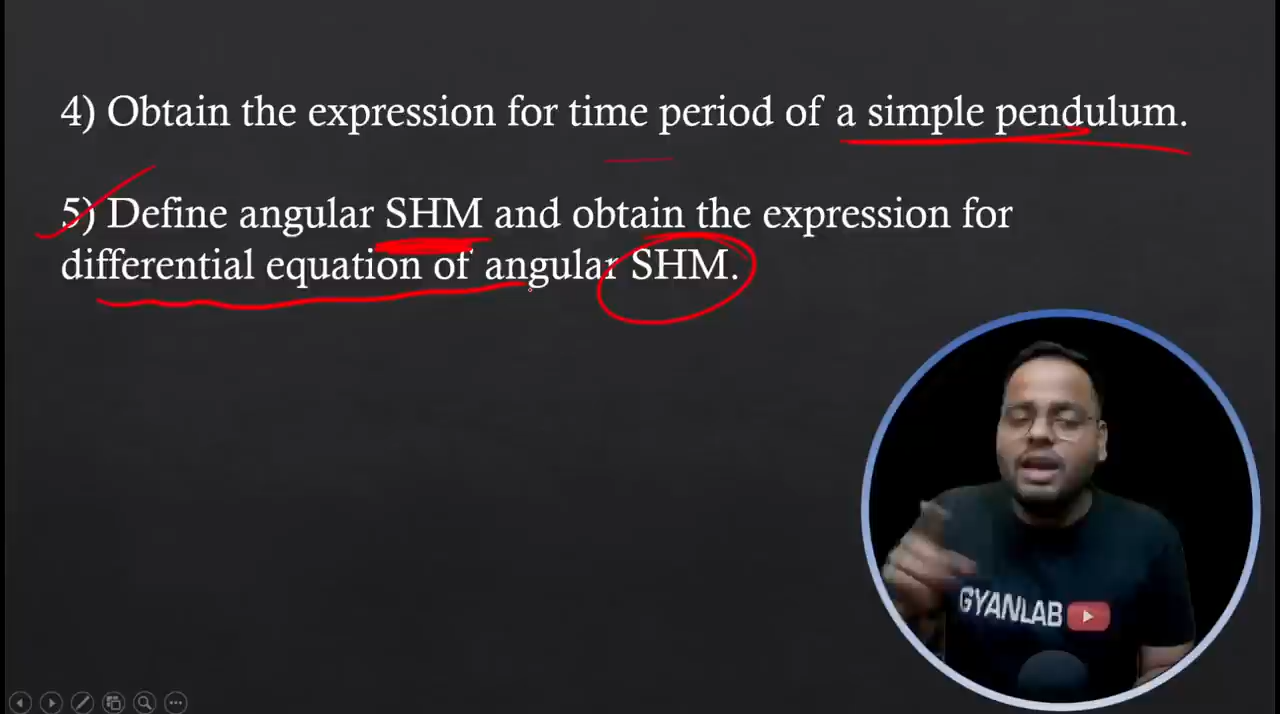 4) Obtain the expression for time period of a simple pendulum.
5) Define angular SHM and obtain the expression for
differential equation of angular SHM.
GYANLAB